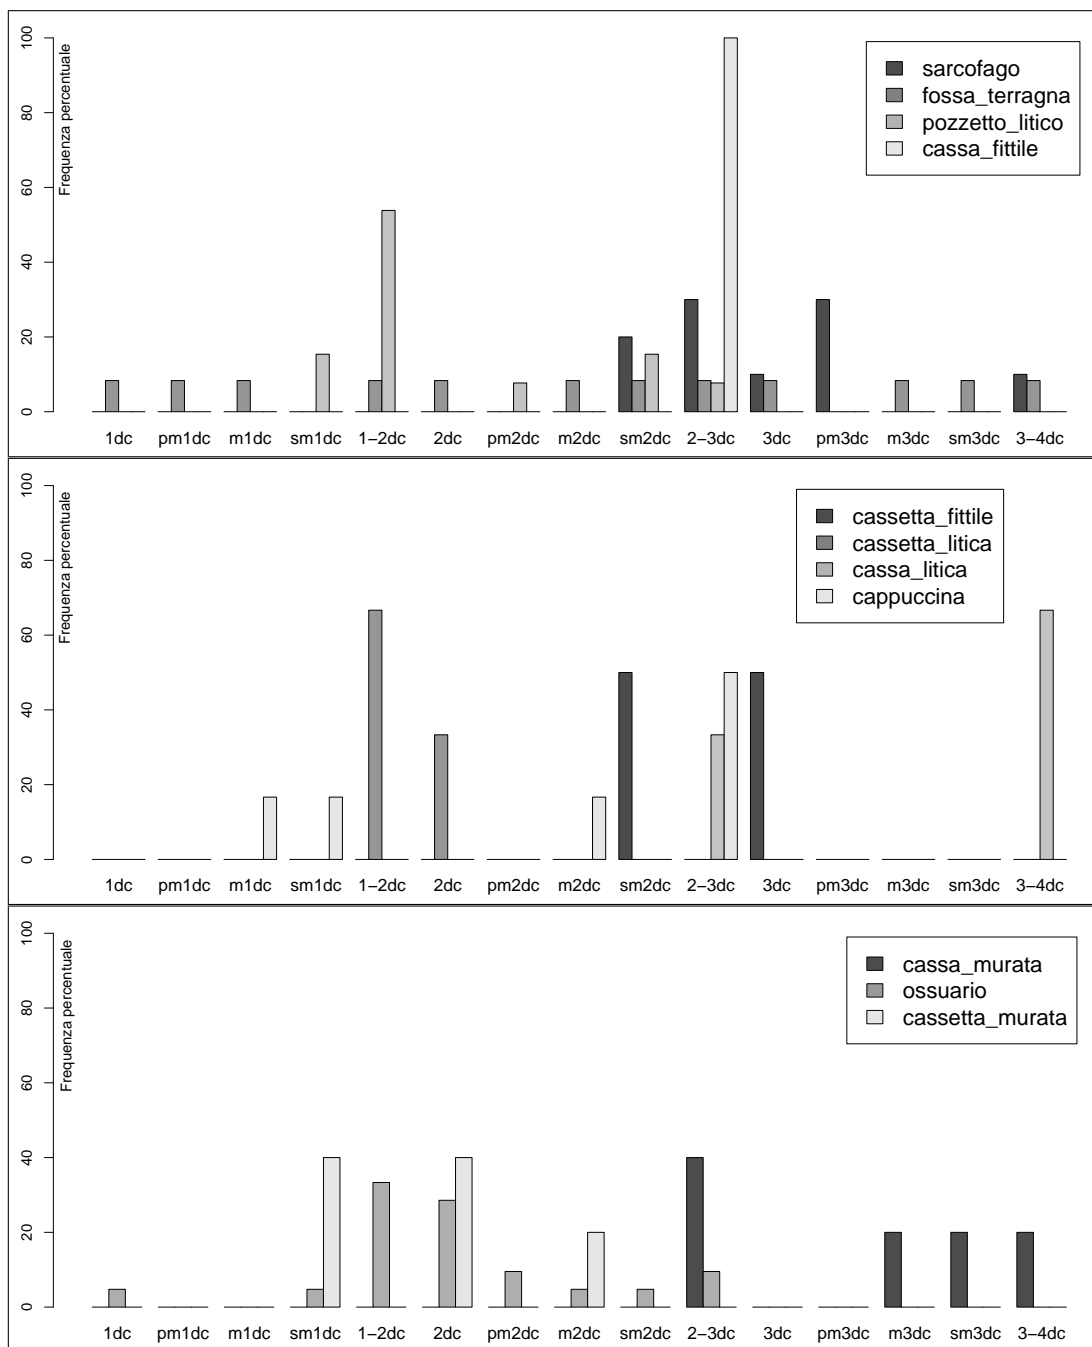 100
80
60
40
20
0
Frequenza percentuale
sarcofago
fossa_terragna
pozzetto_litico
cassa_fittile
1dc pm1dc m1dc sm1dc 1−2dc 2dc pm2dc m2dc sm2dc 2−3dc 3dc pm3dc m3dc sm3dc 3−4dc
100
80
60
40
20
0
Frequenza percentuale
cassetta_fittile
cassetta_litica
cassa_litica
cappuccina
1dc pm1dc m1dc sm1dc 1−2dc 2dc pm2dc m2dc sm2dc 2−3dc 3dc pm3dc m3dc sm3dc 3−4dc
100
80
60
40
20
0
Frequenza percentuale
cassa_murata
ossuario
cassetta_murata
1dc pm1dc m1dc sm1dc 1−2dc 2dc pm2dc m2dc sm2dc 2−3dc 3dc pm3dc m3dc sm3dc 3−4dc